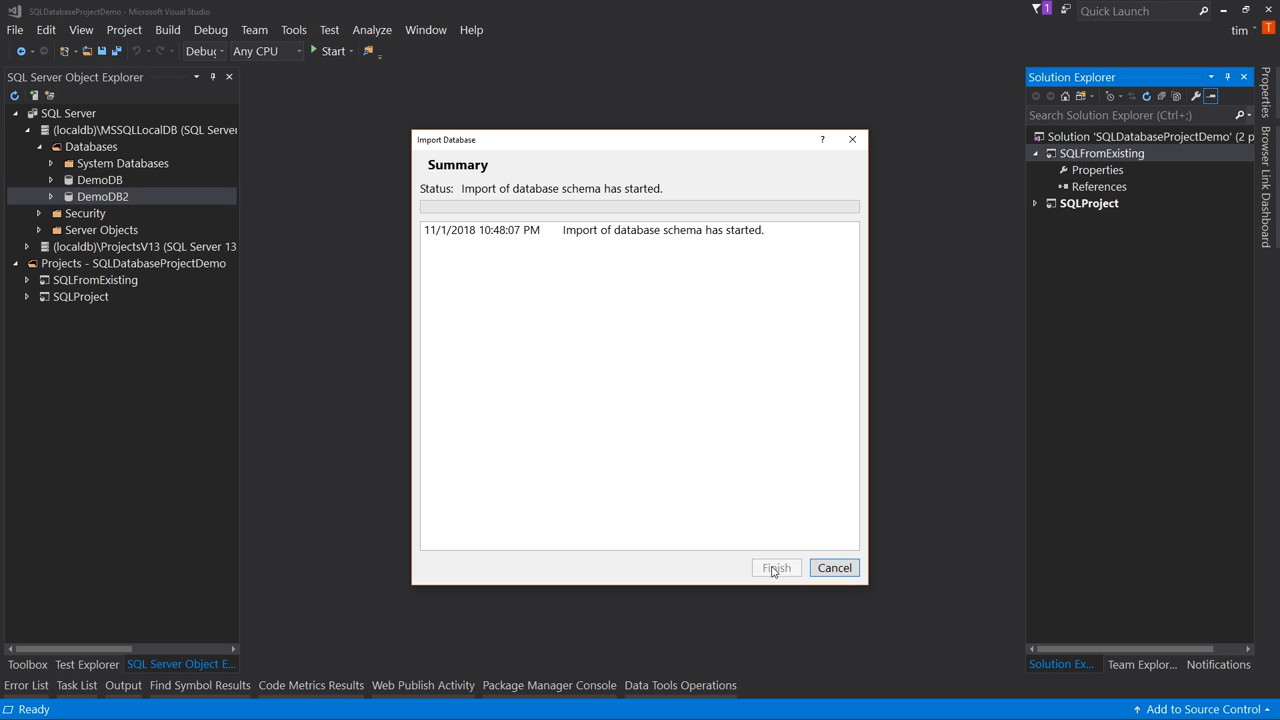 SQLDatabaseProjectDemo - Microsoft Visual Studio
1
Quick Launch
File Edit View Project Build Debug Team Tools Test Analyze Window Help
tim
T
Debug
Any CPU
Start
SQL Server Object Explorer
SQL Server
(localdb)\MSSQLLocalDB (SQL Server
Databases
System Databases
DemoDB
DemoDB2
Security
Server Objects
(localdb)\ProjectsV13 (SQL Server 13
Projects - SQLDatabaseProjectDemo
SQLFromExisting
SQLProject
Import Database
?
Summary
Status: Import of database schema has started.
11/1/2018 10:48:07 PM Import of database schema has started.
Finish
Cancel
Solution Explorer
Search Solution Explorer (Ctrl+;)
Solution 'SQLDatabaseProjectDemo' (2 p
SQLFromExisting
Properties
References
SQLProject
Properties
Browser Link Dashboard
Toolbox Test Explorer SQL Server Object E...
Solution Ex... Team Explor... Notifications
Error List Task List Output Find Symbol Results Code Metrics Results Web Publish Activity Package Manager Console Data Tools Operations
Ready
Add to Source Control